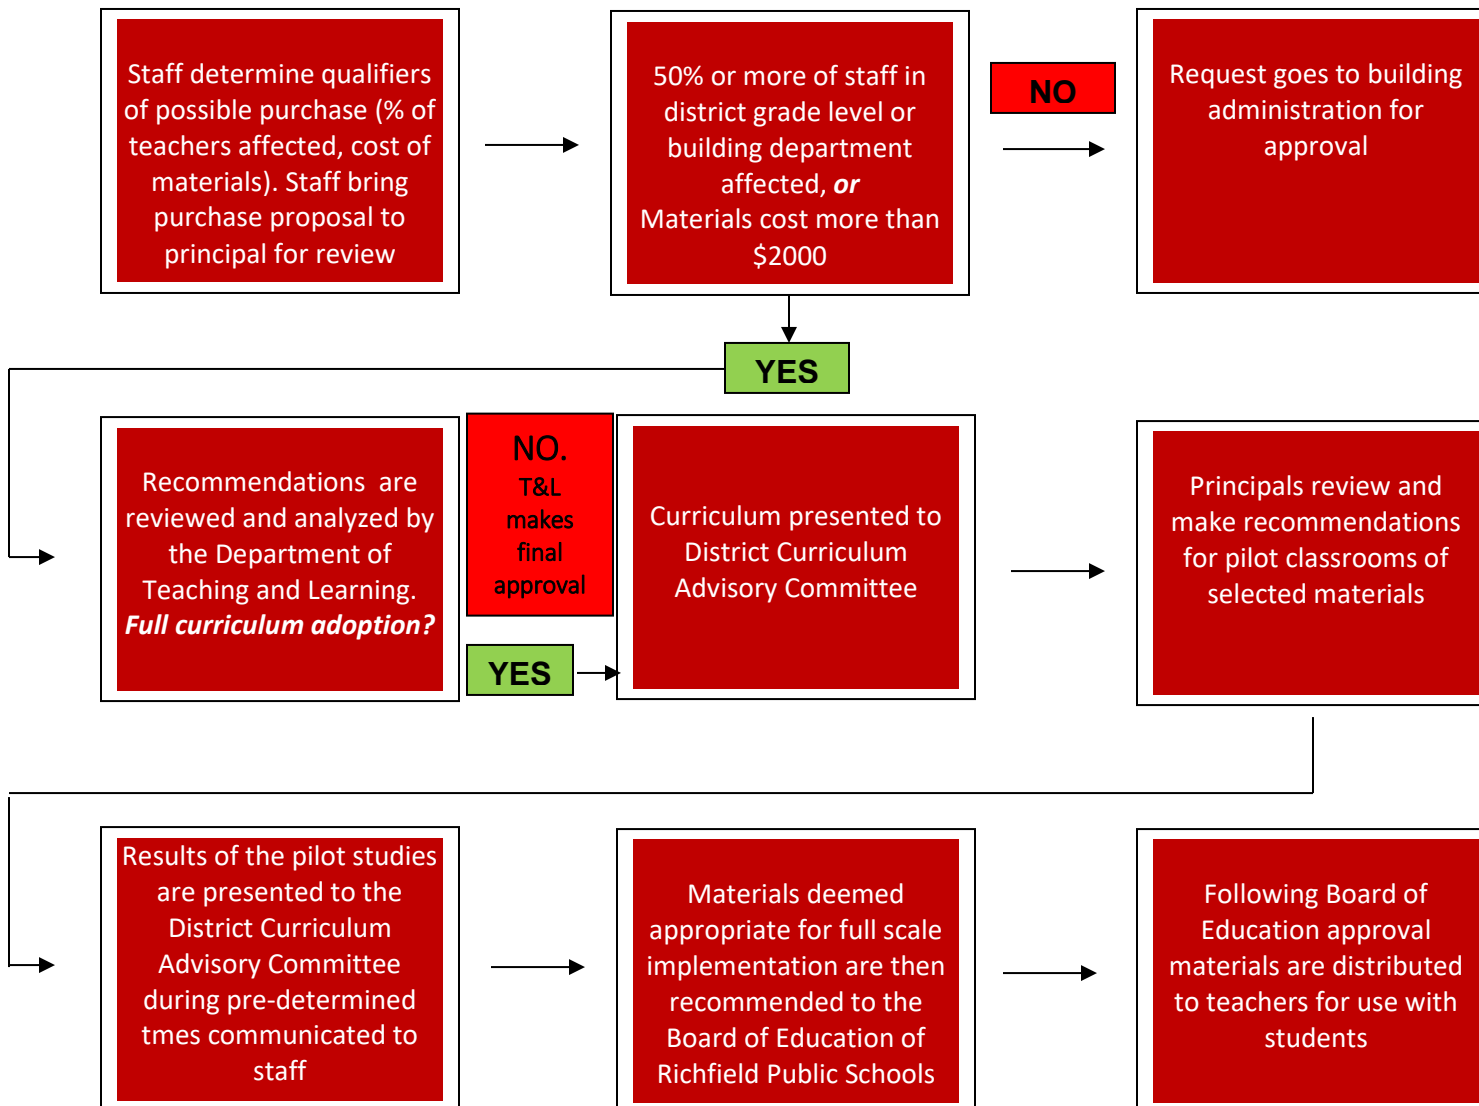 Staff determine qualifiers
of possible purchase (% of
teachers affected, cost of
materials). Staff bring
purchase proposal to
principal for review
50% or more of staff in
district grade level or
building department
affected, or
Materials cost more than
$2000
NO
Request goes to building
administration for
approval
YES
Recommendations are
reviewed and analyzed by
the Department of
Teaching and Learning.
Full curriculum adoption?
NO.
T&L
makes
final
approval
YES
Curriculum presented to
District Curriculum
Advisory Committee
Principals review and
make recommendations
for pilot classrooms of
selected materials
Results of the pilot studies
are presented to the
District Curriculum
Advisory Committee
during pre-determined
tmes communicated to
staff
Materials deemed
appropriate for full scale
implementation are then
recommended to the
Board of Education of
Richfield Public Schools
Following Board of
Education approval
materials are distributed
to teachers for use with
students